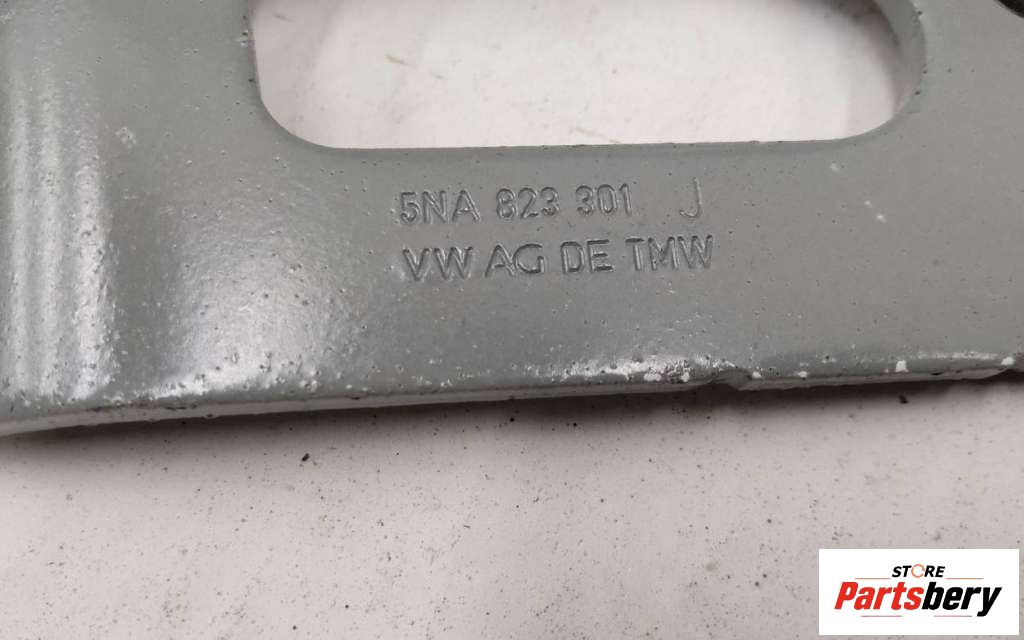 5NA 823 301 J
VW AG DE TMW
STORE
Partsbery